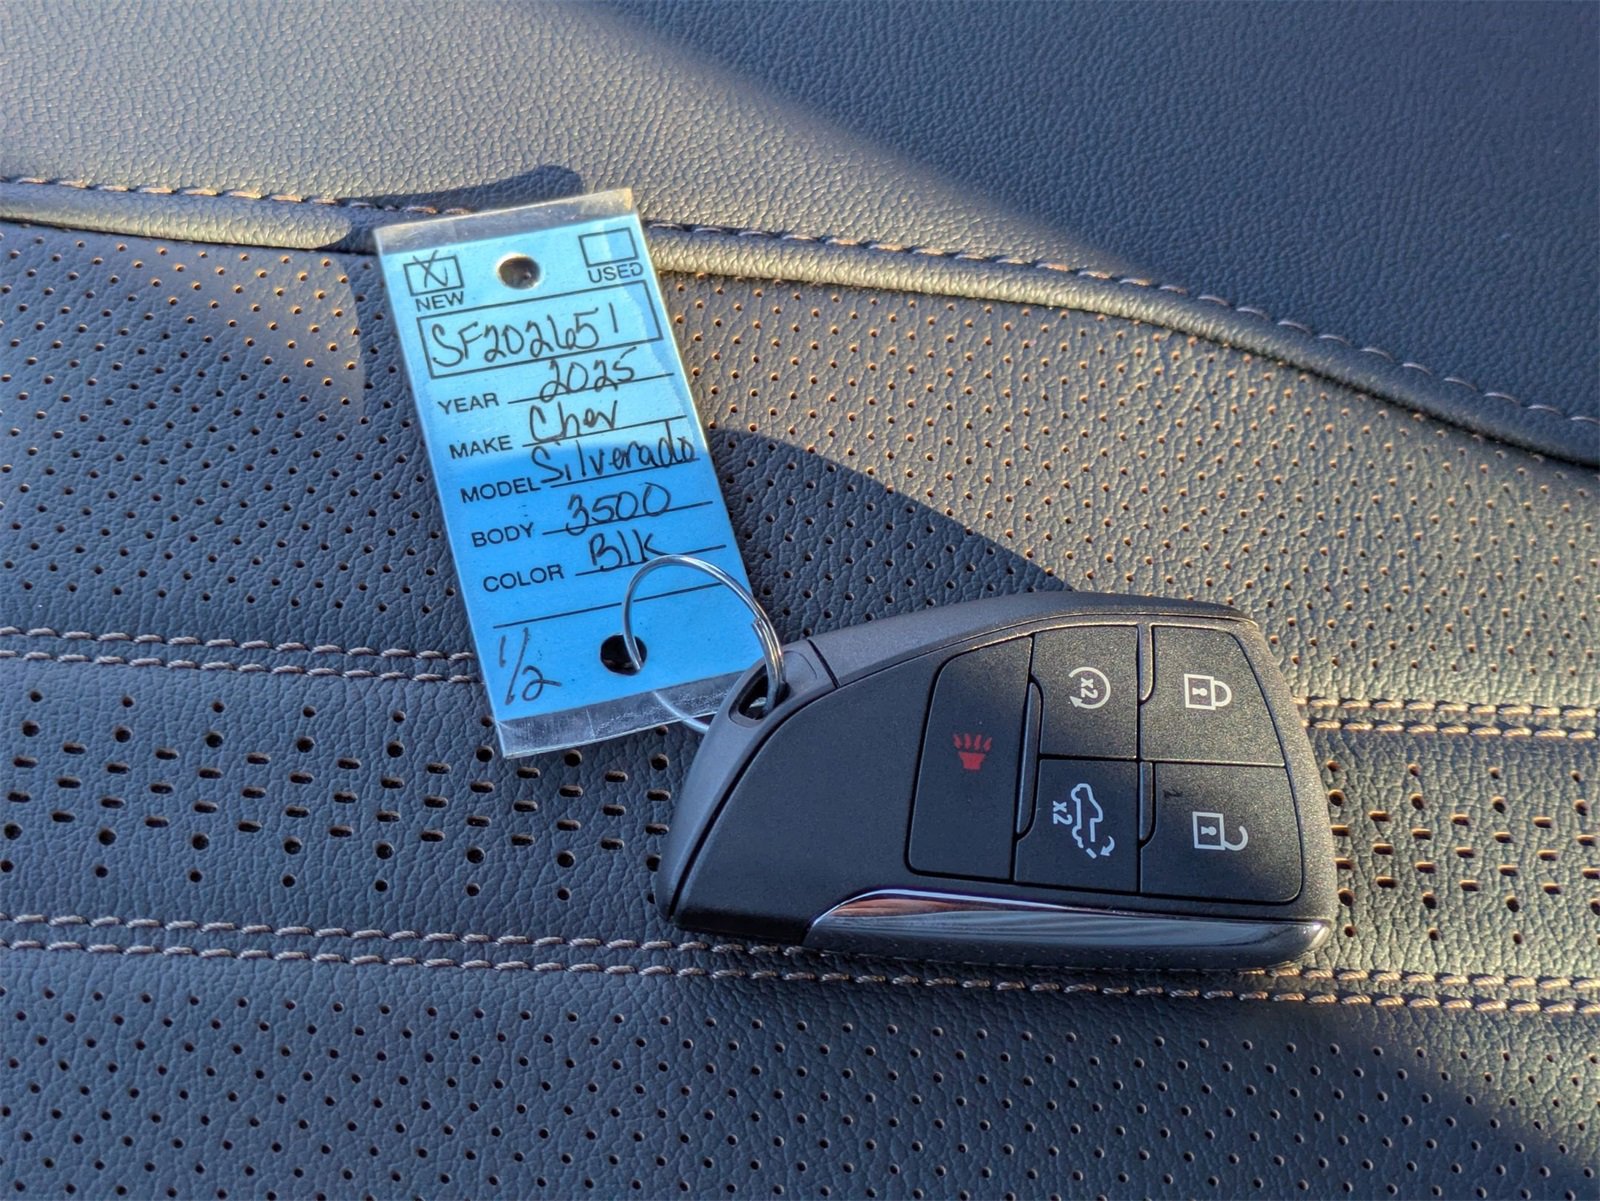 X
NEW
USED
SF202651
YEAR 2025
MAKE Chev
MODEL Silverado
BODY 3500
COLOR Blk
1/2
x2
x2